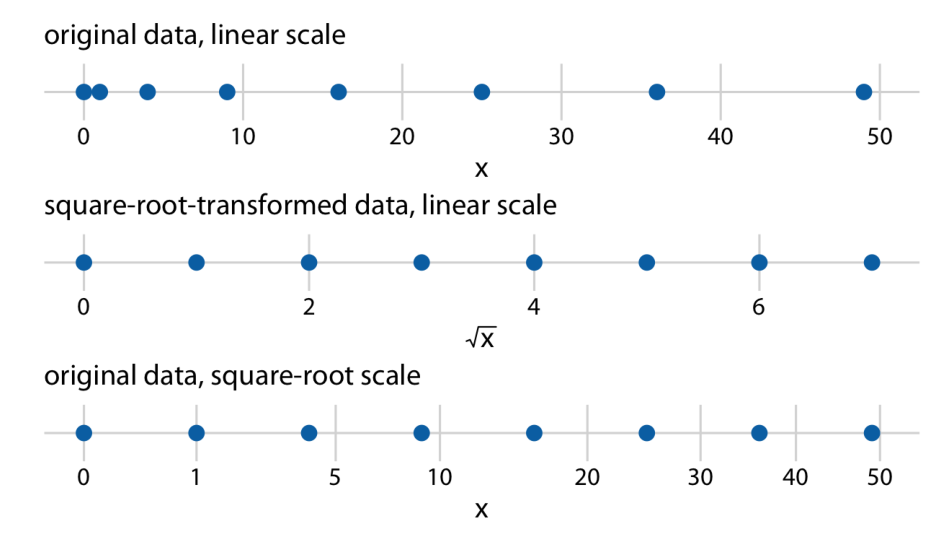 original data, linear scale
0 10 20 30 40 50
x
square-root-transformed data, linear scale
0 2 4 6
√x
original data, square-root scale
0 1 5 10 20 30 40 50
x